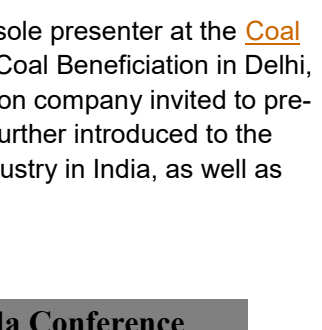 sole presenter at the Coal
Coal Beneficiation in Delhi,
on company invited to pre-
urther introduced to the
ustry in India, as well as
la Conference